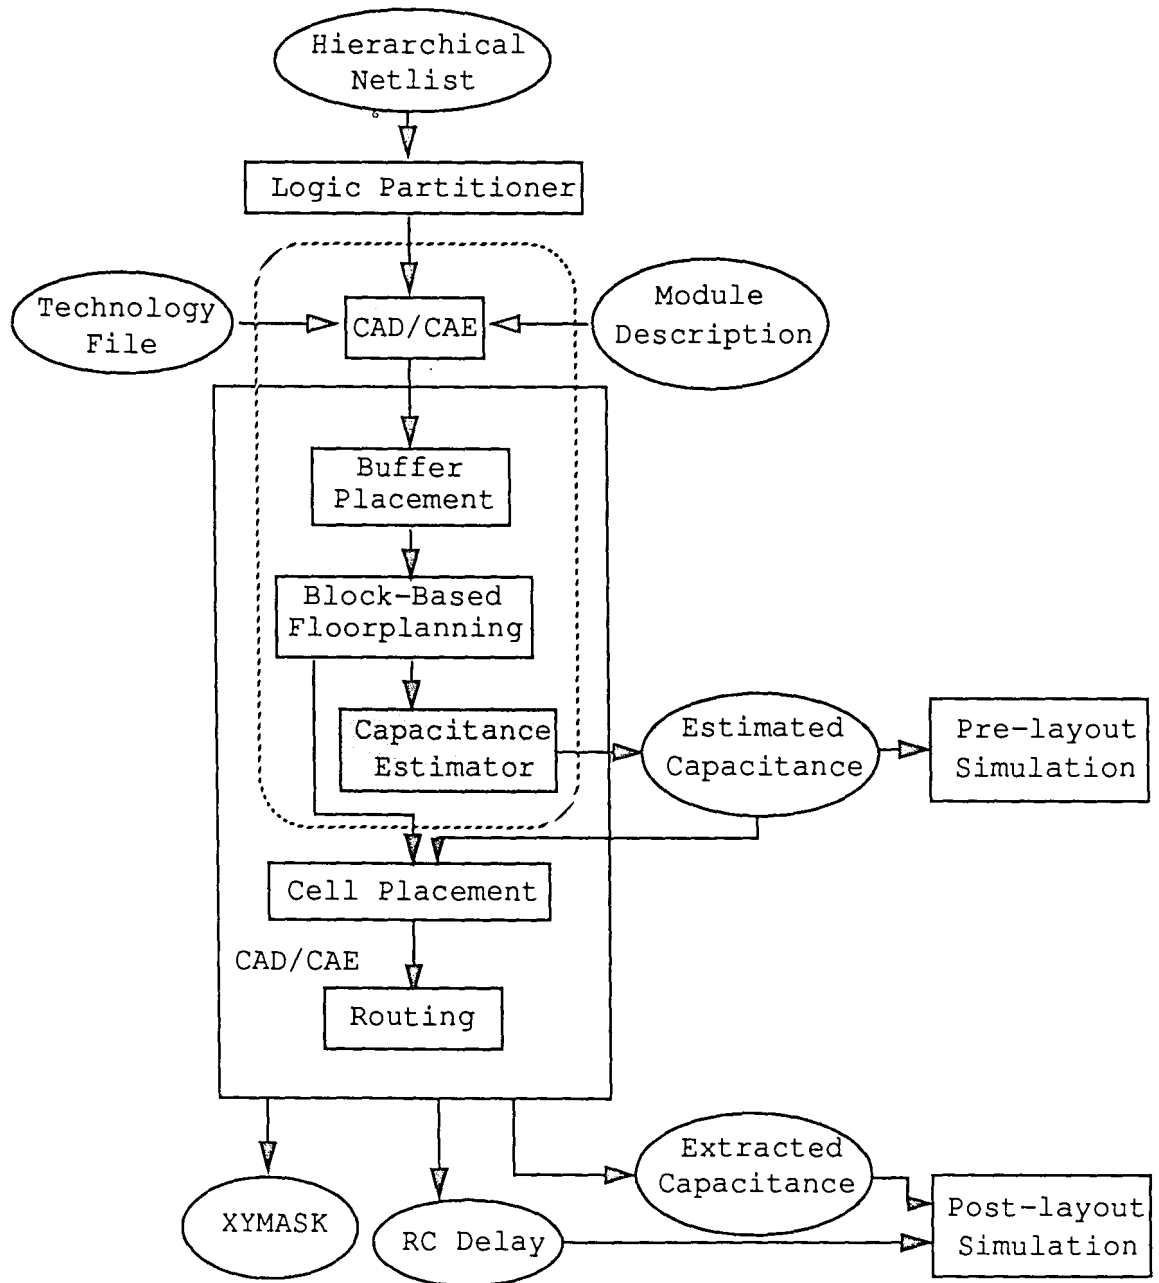 Hierarchical
Netlist
Logic Partitioner
Technology
File
CAD/CAE
Module
Description
Buffer
Placement
Block-Based
Floorplanning
Capacitance
Estimator
Estimated
Capacitance
Pre-layout
Simulation
Cell Placement
CAD/CAE
Routing
XYMASK
RC Delay
Extracted
Capacitance
Post-layout
Simulation